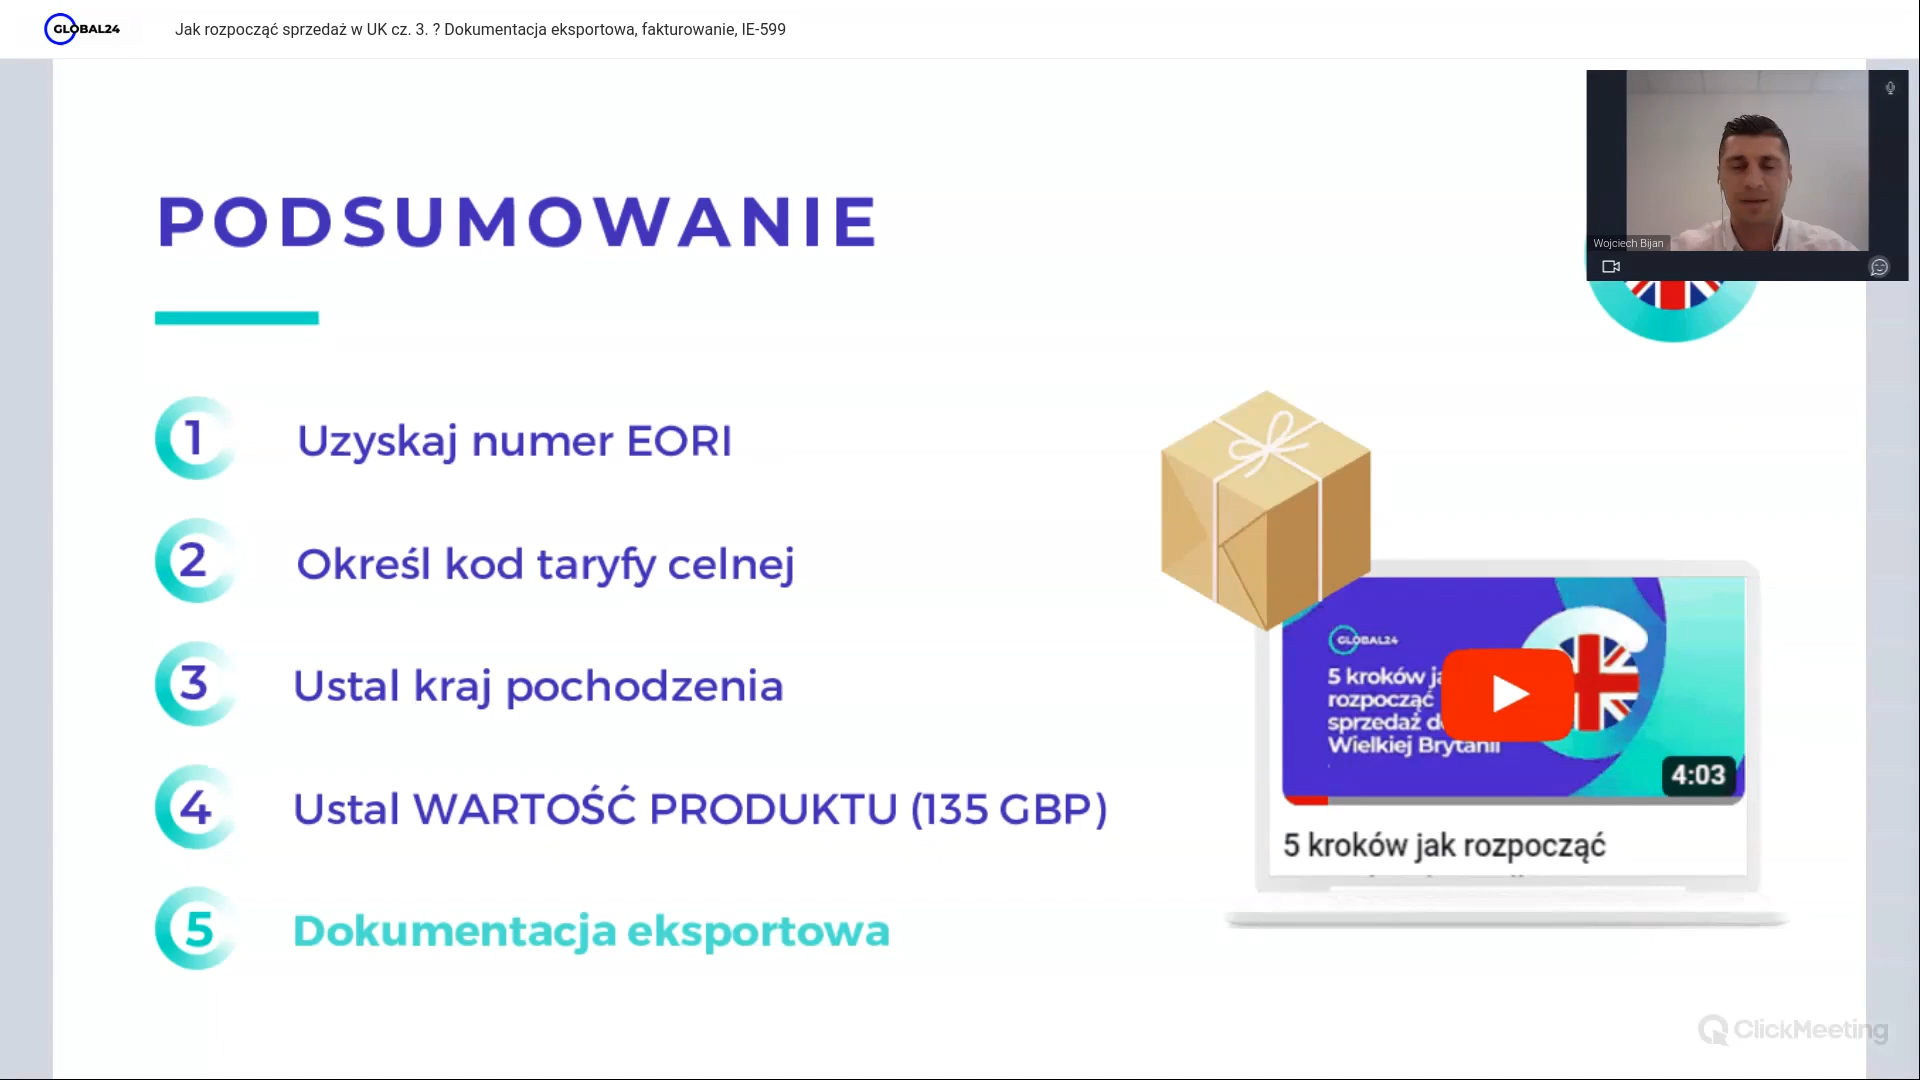 GLOBAL24
Jak rozpocząć sprzedaż w UK cz. 3. ? Dokumentacja eksportowa, fakturowanie, IE-599
Wojciech Bijan
PODSUMOWANIE
1 Uzyskaj numer EORI
2 Określ kod taryfy celnej
3 Ustal kraj pochodzenia
4 Ustal WARTOŚĆ PRODUKTU (135 GBP)
5 Dokumentacja eksportowa
GLOBAL24
5 kroków
rozpocząć
sprzedaż
Wielkiej Brytanii
4:03
5 kroków jak rozpocząć
ClickMeeting